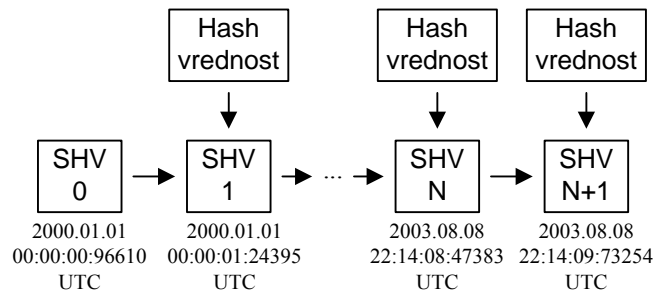 Hash
vrednost
Hash
vrednost
Hash
vrednost
SHV
0
SHV
1
...
SHV
N
SHV
N+1
2000.01.01
00:00:00:96610
UTC
2000.01.01
00:00:01:24395
UTC
2003.08.08
22:14:08:47383
UTC
2003.08.08
22:14:09:73254
UTC